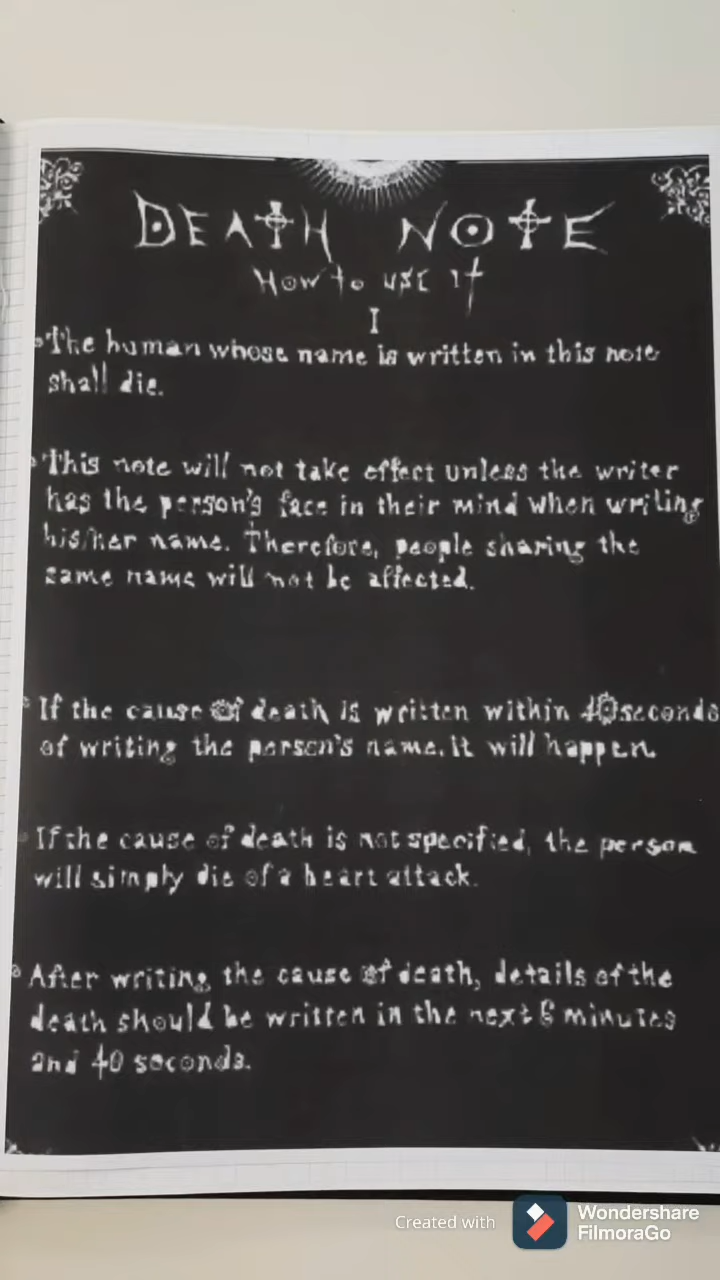 DEATH NOTE
How to use it
I
The human whose name is written in this note
shall die.
This note will not take effect unless the writer
has the person's face in their mind when writing
his/her name. Therefore, people sharing the
same name will not be affected.
If the cause of death is written within 40 seconds
of writing the person's name, it will happen.
If the cause of death is not specified, the person
will simply die of a heart attack.
After writing the cause of death, details of the
death should be written in the next 6 minutes
and 40 seconds.
Created with
Wondershare
FilmoraGo